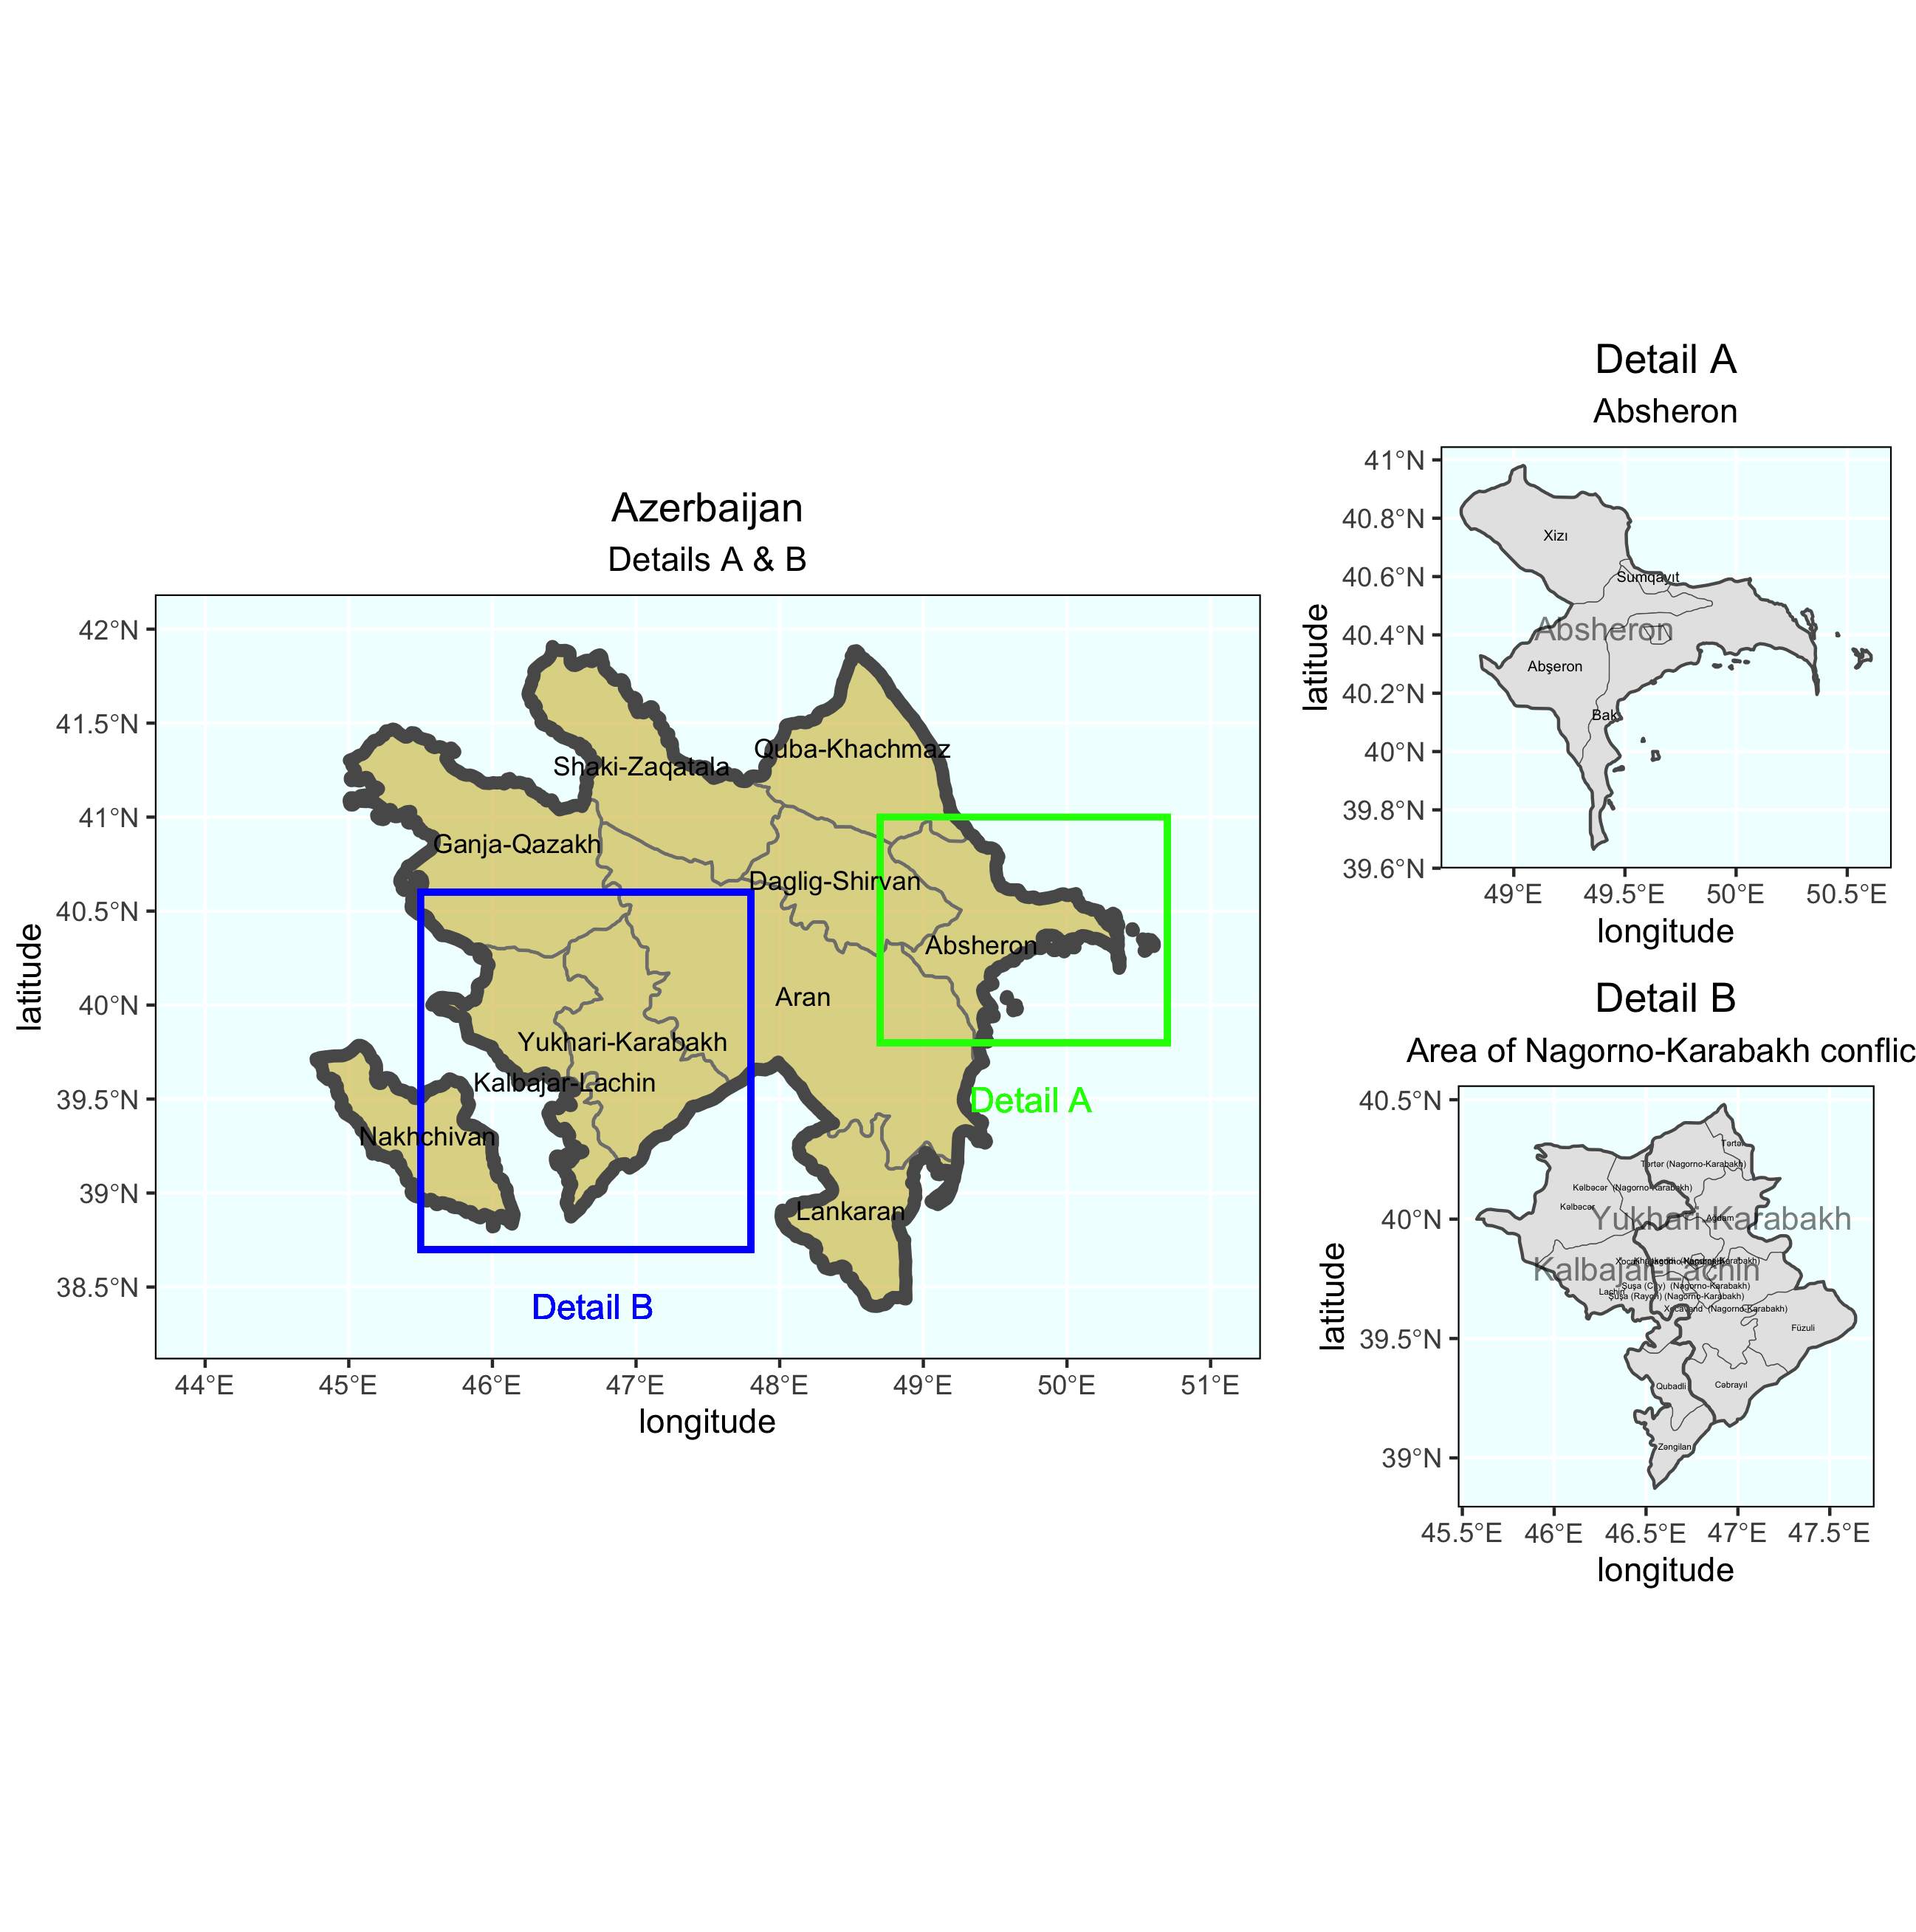 Azerbaijan
Details A & B
42°N
41.5°N
41°N
40.5°N
40°N
39.5°N
39°N
38.5°N
latitude
Quba-Khachmaz
Shaki-Zaqatala
Ganja-Qazakh
Daglig-Shirvan
Absheron
Aran
Yukhari-Karabakh
Kalbajar-Lachin
Nakhchivan
Lankaran
Detail A
Detail B
44°E 45°E 46°E 47°E 48°E 49°E 50°E 51°E
longitude
Detail A
Absheron
41°N
40.8°N
40.6°N
40.4°N
40.2°N
40°N
39.8°N
39.6°N
latitude
Xizı
Sumqayıt
Absheron
Abşeron
Bak
49°E 49.5°E 50°E 50.5°E
longitude
Detail B
Area of Nagorno-Karabakh conflic
40.5°N
40°N
39.5°N
39°N
latitude
Tərtər
Tərtər (Nagorno-Karabakh)
Kəlbəcər (Nagorno-Karabakh)
Kəlbəcər
Yukhari-Karabakh
Ağdam
Kalbajar-Lachin
Şuşa (City) (Nagorno-Karabakh)
Lachin
Şuşa (Rayon) (Nagorno-Karabakh)
Xocavənd (Nagorno-Karabakh)
Füzuli
Qubadli
Cəbrayıl
Zəngilan
45.5°E 46°E 46.5°E 47°E 47.5°E
longitude